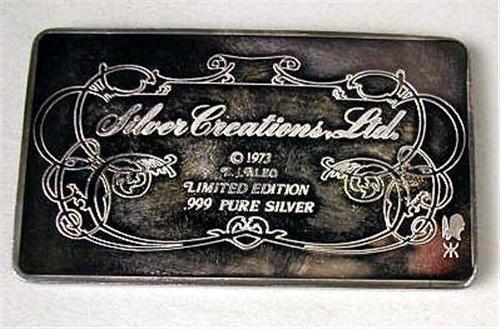 Silver Creations, Ltd.
© 1973
LIMITED EDITION
.999 PURE SILVER